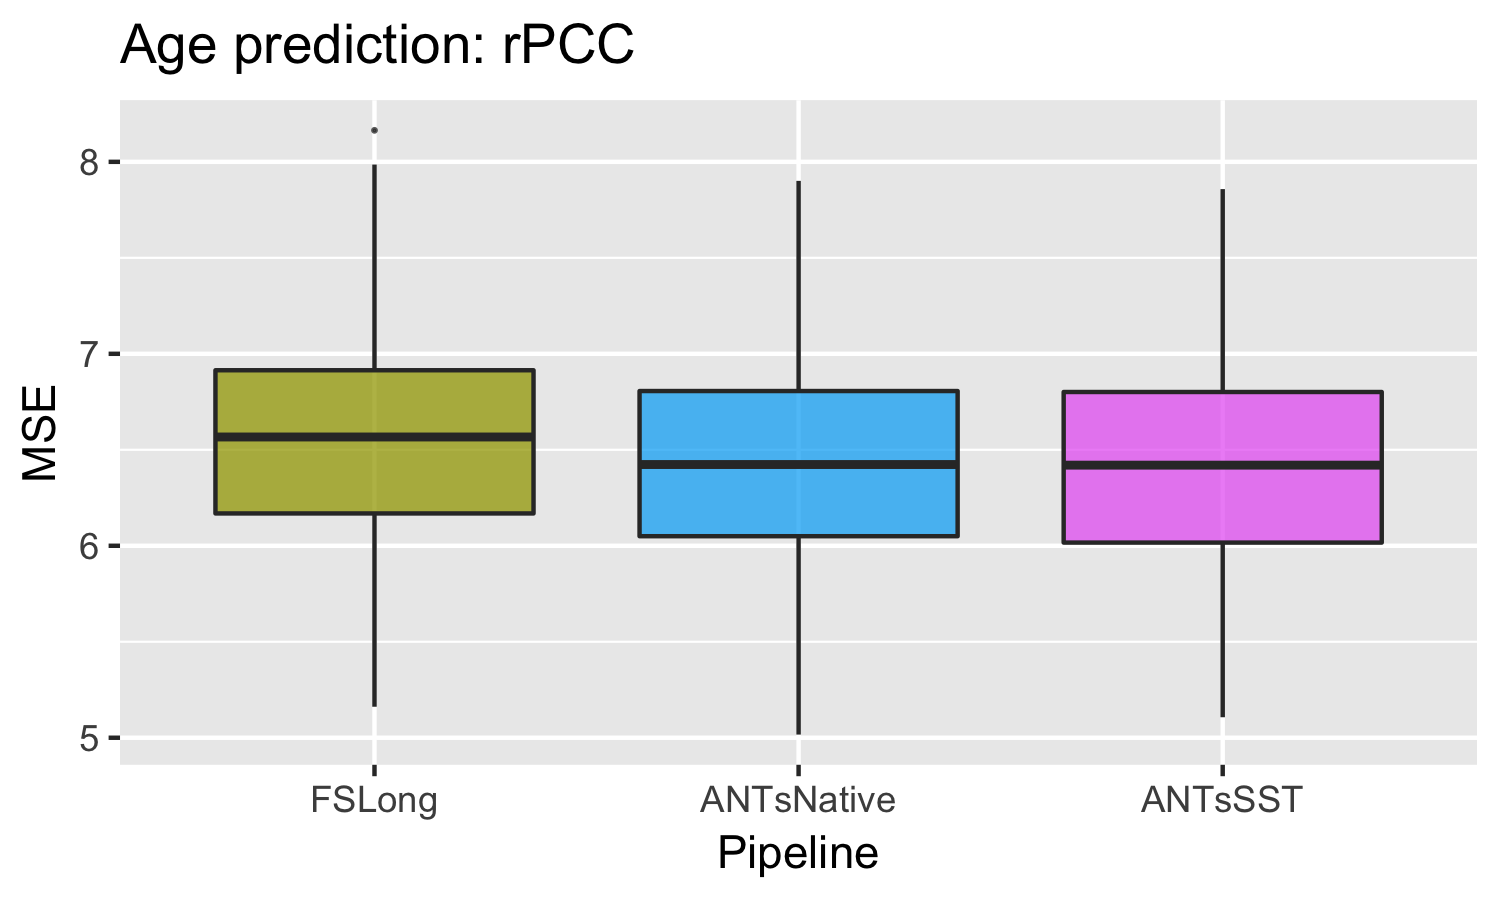 Age prediction: rPCC
8
7
6
5
MSE
FSLong ANTsNative ANTsSST
Pipeline